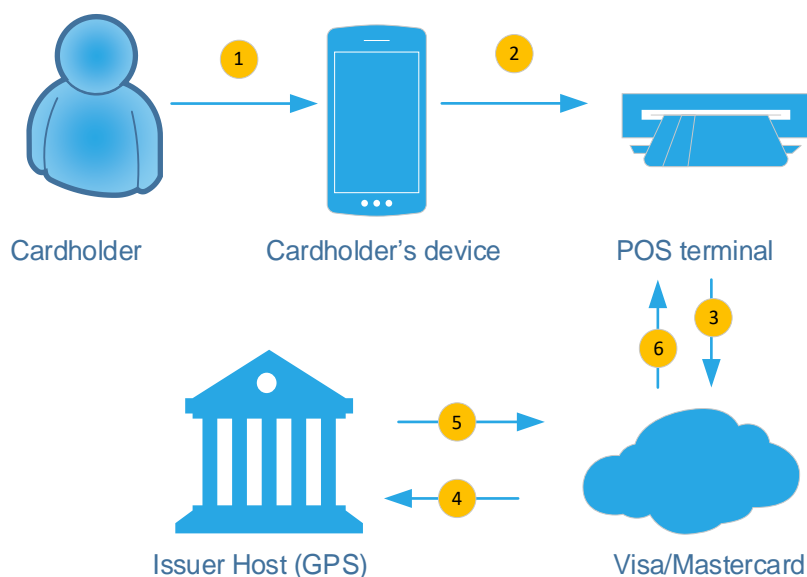 1
2
Cardholder
Cardholder’s device
POS terminal
3
6
5
4
Issuer Host (GPS)
Visa/Mastercard